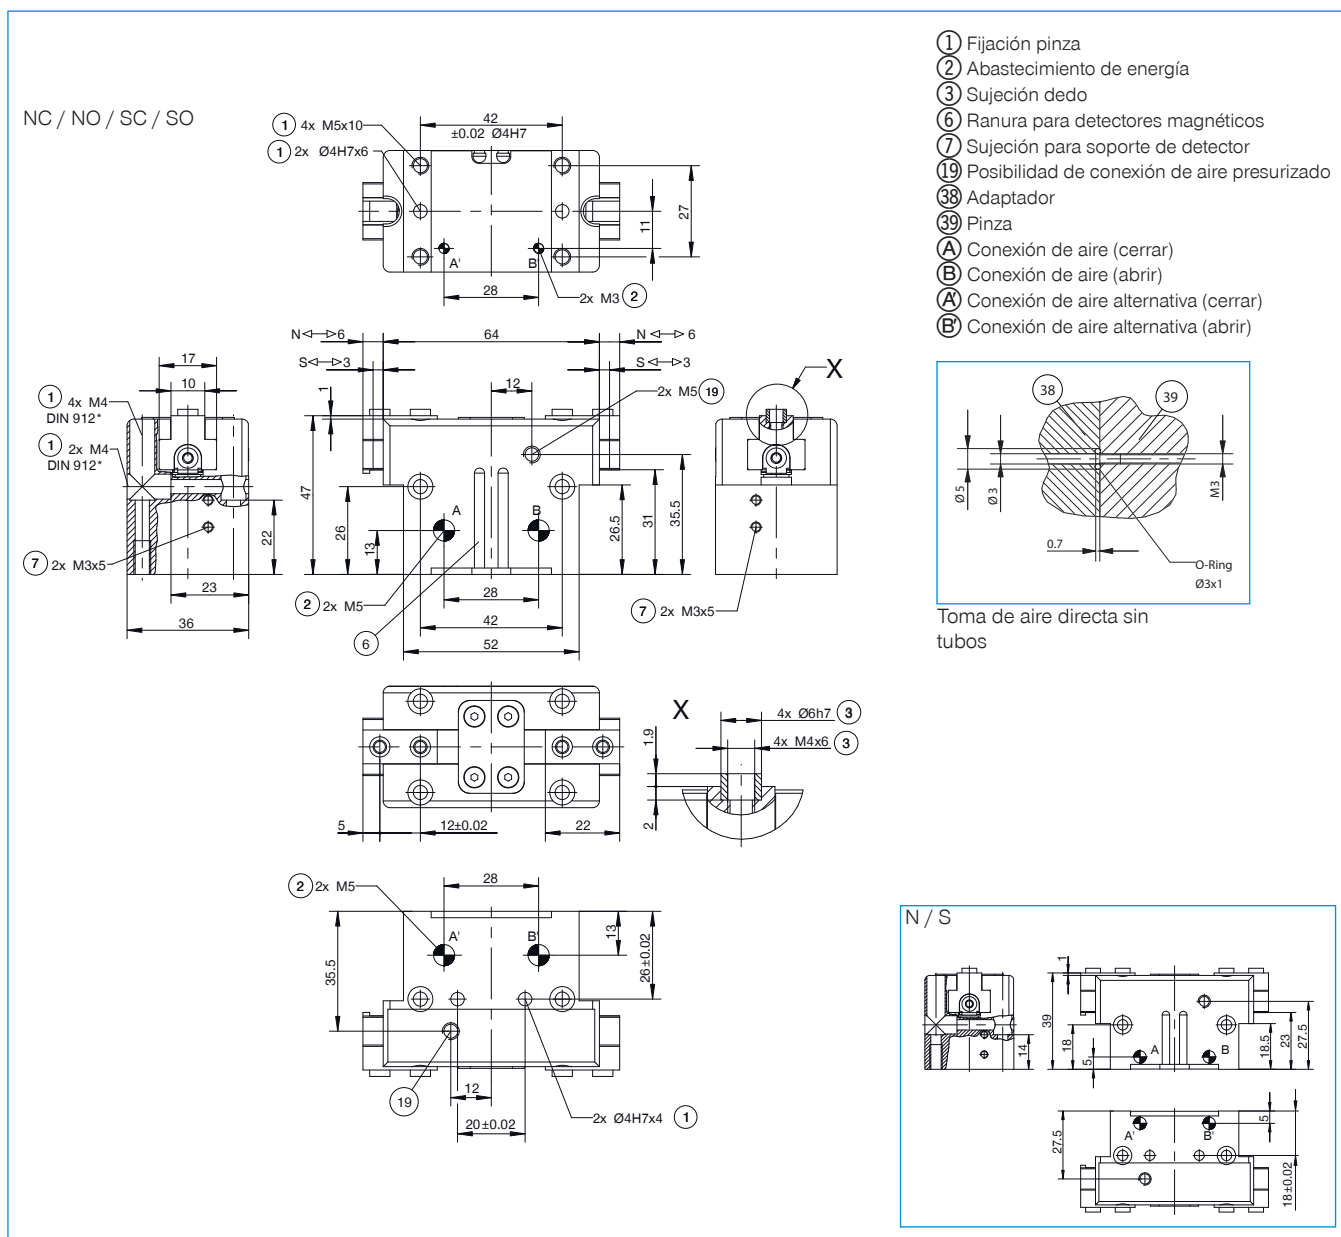 NC / NO / SC / SO
1 4x M5x10
1 2x Ø4H7x6
42
±0.02 Ø4H7
27
11
A'
B'
28
2x M3 2
1 Fijación pinza
2 Abastecimiento de energía
3 Sujeción dedo
6 Ranura para detectores magnéticos
7 Sujeción para soporte de detector
19 Posibilidad de conexión de aire presurizado
38 Adaptador
39 Pinza
A Conexión de aire (cerrar)
B Conexión de aire (abrir)
A' Conexión de aire alternativa (cerrar)
B' Conexión de aire alternativa (abrir)
17
10
1 4x M4
DIN 912*
1 2x M4
DIN 912*
7 2x M3x5
22
23
36
N 6
64
N 6
S 3
S 3
12
1
2x M5 19
47
26
13
A
B
26.5
31
35.5
2 2x M5
28
6
42
52
X
7 2x M3x5
38
39
Ø5
Ø3
M3
0.7
O-Ring
Ø3x1
Toma de aire directa sin
tubos
5
12±0.02
22
X
4x Ø6h7 3
4x M4x6 3
1.9
2
2 2x M5
28
A'
B'
13
26±0.02
35.5
19
12
20±0.02
2x Ø4H7x4 1
N / S
14
1
39
18
5
A
B
18.5
23
27.5
A'
B'
5
27.5
18±0.02